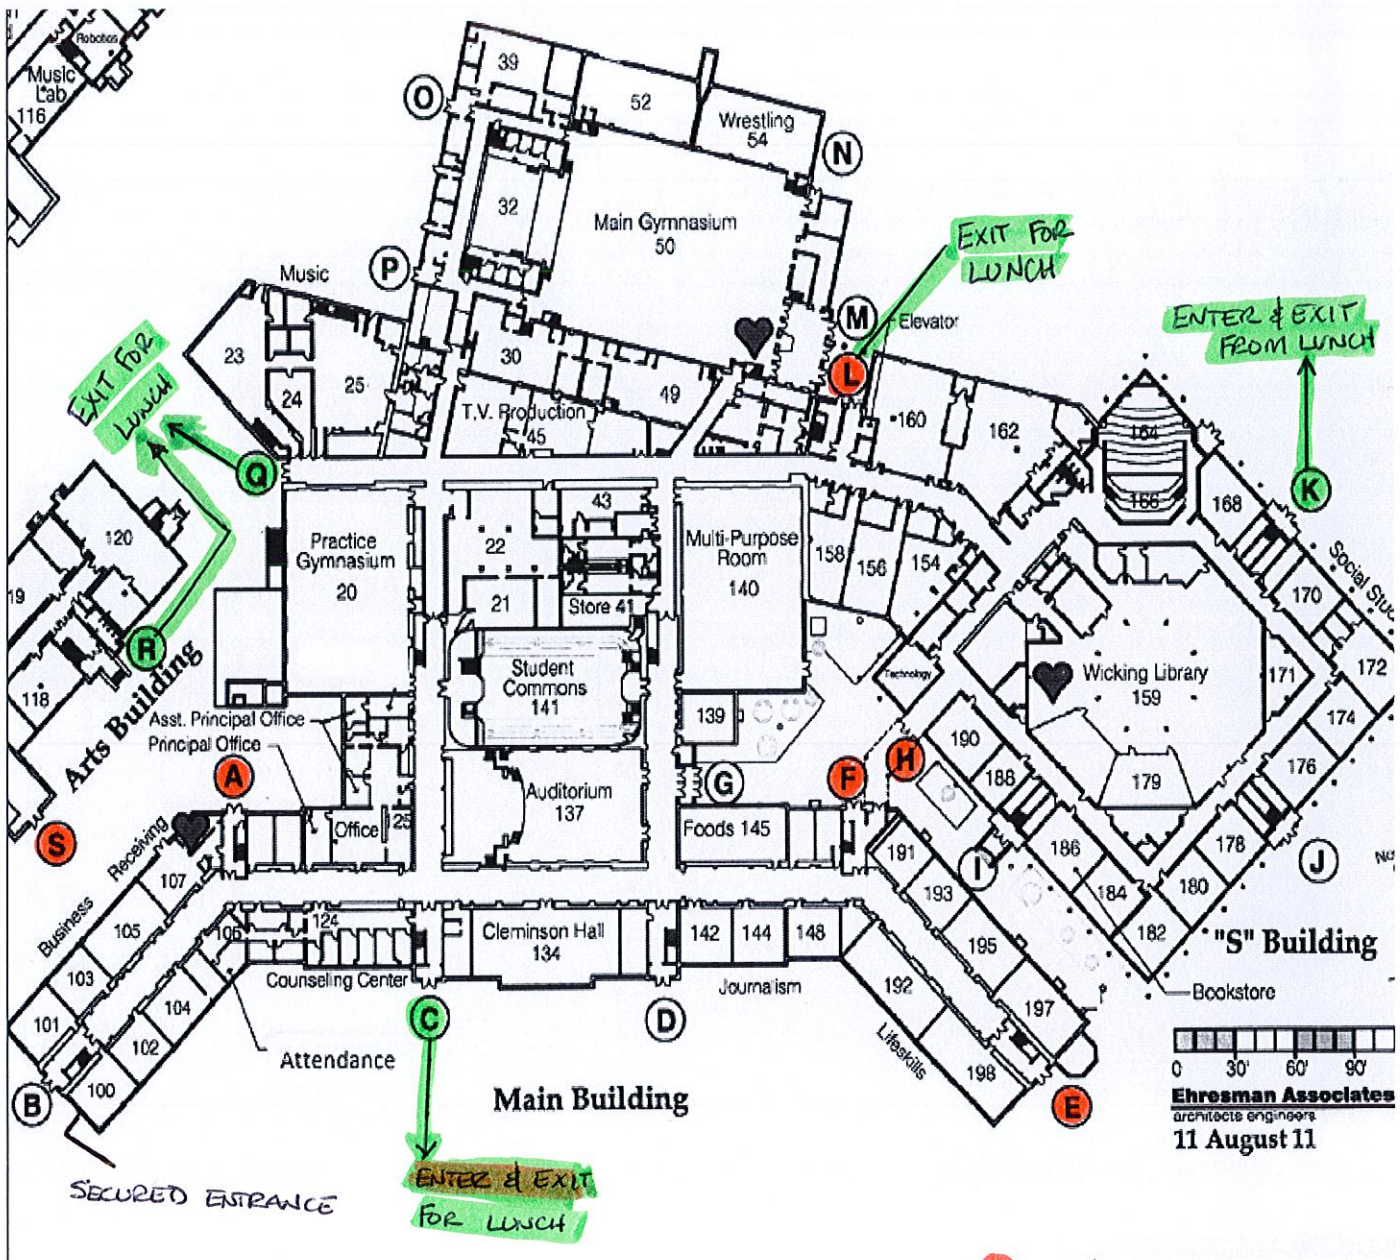 Robotics
Music
Lab
116
39
O
52
Wrestling
54
N
32
Main Gymnasium
50
EXIT FOR
LUNCH
P
Music
M
Elevator
ENTER & EXIT
FROM LUNCH
L
EXIT FOR
LUNCH
23
24
25
30
49
T.V. Production
45
160
162
164
166
168
K
Q
Practice
Gymnasium
20
22
43
21
Store 41
Multi-Purpose
Room
140
158
156
154
120
19
118
R
Arts Building
Social Stu
170
171
172
174
176
Student
Commons
141
Technology
Wicking Library
159
179
139
190
188
Asst. Principal Office
Principal Office
A
S
Office
125
Auditorium
137
G
F
H
Foods 145
191
193
195
197
I
186
184
182
180
178
J
No
"S" Building
Receiving
Business
107
105
103
101
106
124
Counseling Center
Cleminson Hall
134
142
144
148
Journalism
192
Lifeskills
198
Bookstore
104
102
100
Attendance
B
C
D
E
Main Building
0
30'
60'
90'
Ehresman Associates
architects engineers
11 August 11
SECURED ENTRANCE
ENTER & EXIT
FOR LUNCH